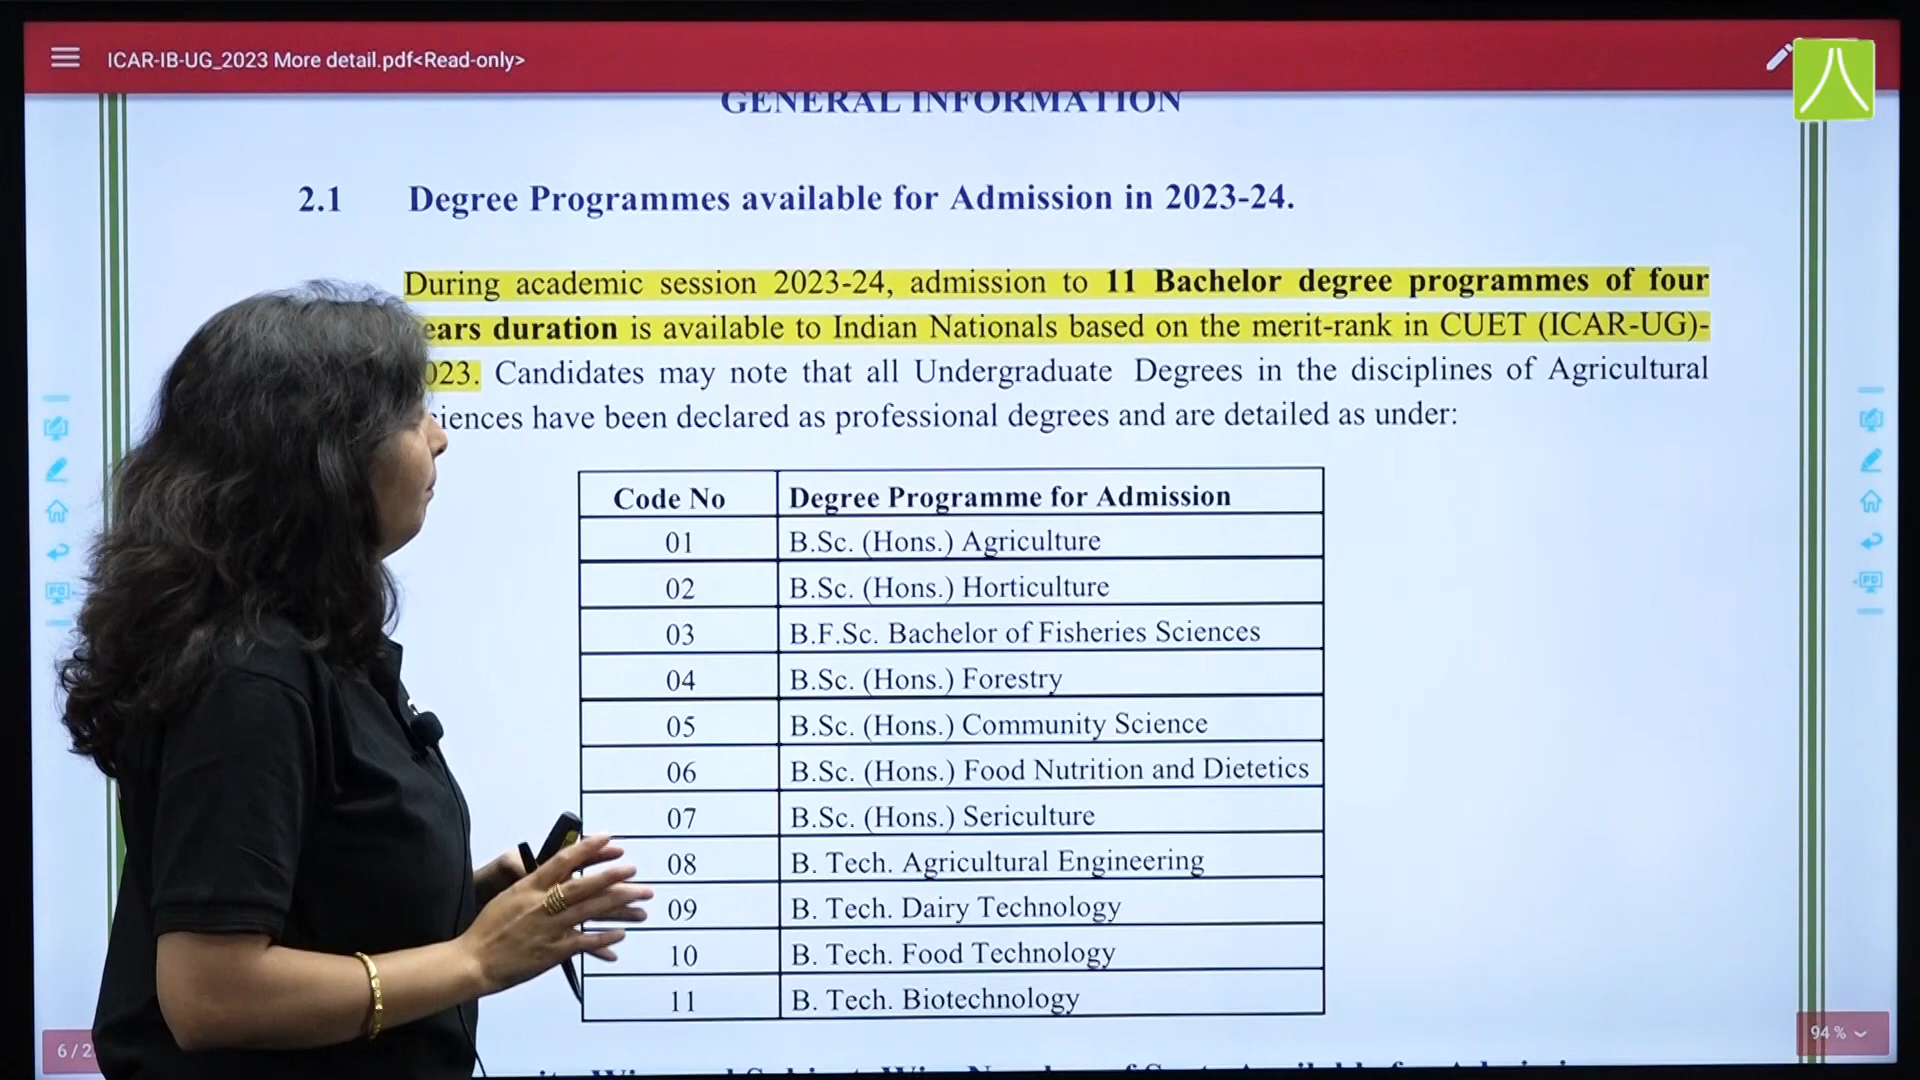 ICAR-IB-UG_2023 More detail.pdf<Read-only>
GENERAL INFORMATION
2.1 Degree Programmes available for Admission in 2023-24.
During academic session 2023-24, admission to 11 Bachelor degree programmes of four
ears duration is available to Indian Nationals based on the merit-rank in CUET (ICAR-UG)-
023. Candidates may note that all Undergraduate Degrees in the disciplines of Agricultural
iences have been declared as professional degrees and are detailed as under:
Code No Degree Programme for Admission
01 B.Sc. (Hons.) Agriculture
02 B.Sc. (Hons.) Horticulture
03 B.F.Sc. Bachelor of Fisheries Sciences
04 B.Sc. (Hons.) Forestry
05 B.Sc. (Hons.) Community Science
06 B.Sc. (Hons.) Food Nutrition and Dietetics
07 B.Sc. (Hons.) Sericulture
08 B. Tech. Agricultural Engineering
09 B. Tech. Dairy Technology
10 B. Tech. Food Technology
11 B. Tech. Biotechnology
6 / 2
94 %